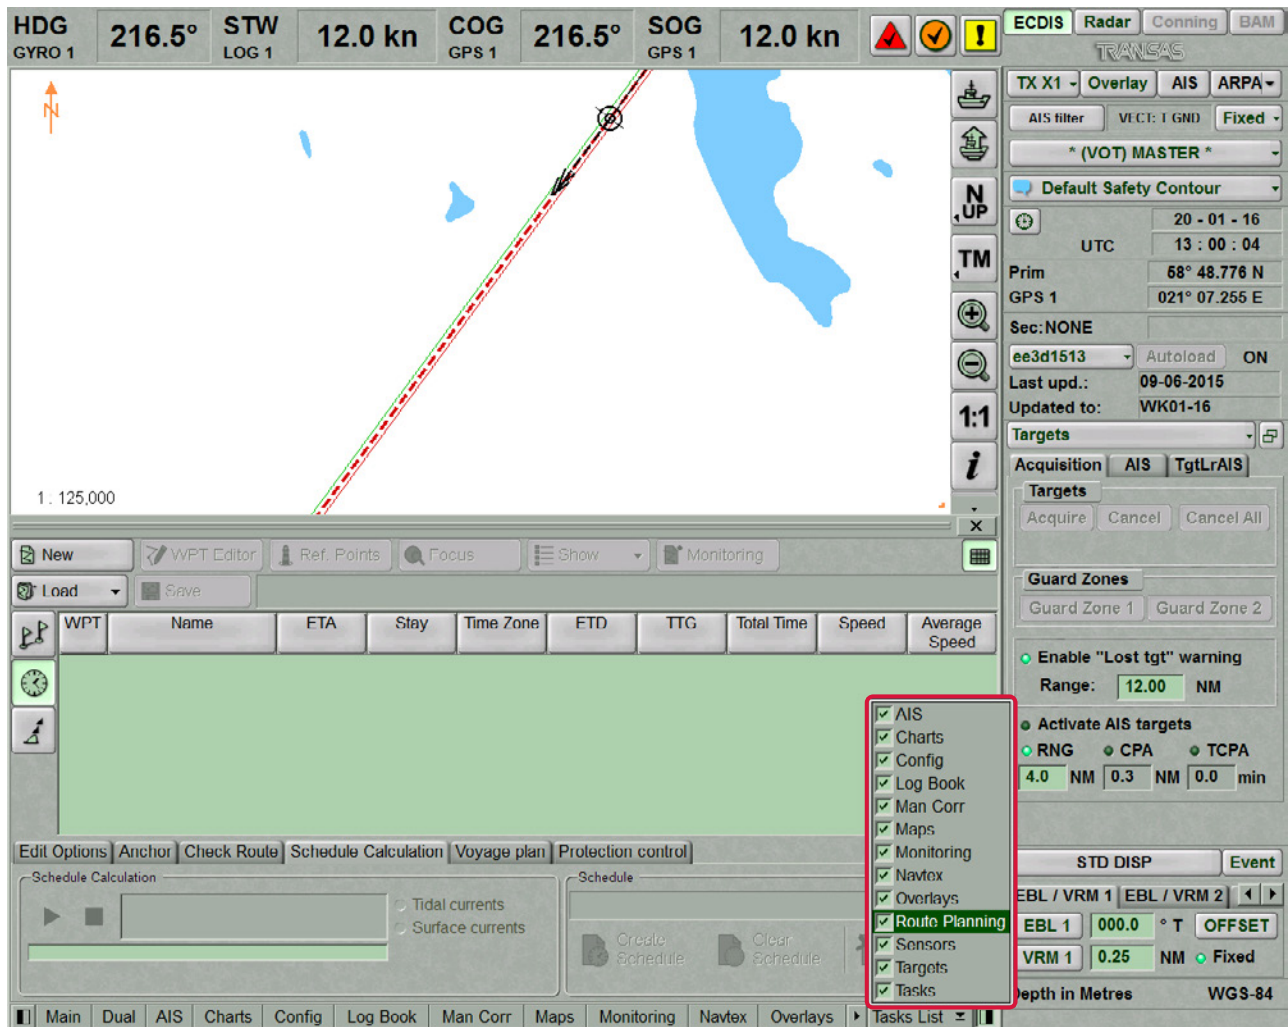 HDG 216.5° STW 12.0 kn COG 216.5° SOG 12.0 kn
GYRO 1 LOG 1 GPS 1 GPS 1
ECDIS Radar Conning BAM
TRANSAS
TX X1 Overlay AIS ARPA
AIS filter VECT: T GND Fixed
* (VOT) MASTER *
Default Safety Contour
20 - 01 - 16
UTC 13 : 00 : 04
Prim 58° 48.776 N
GPS 1 021° 07.255 E
Sec: NONE
ee3d1513 Autoload ON
Last upd.: 09-06-2015
Updated to: WK01-16
Targets
Acquisition AIS TgtLrAIS
Targets
Acquire Cancel Cancel All
Guard Zones
Guard Zone 1 Guard Zone 2
Enable "Lost tgt" warning
Range: 12.00 NM
Activate AIS targets
RNG CPA TCPA
4.0 NM 0.3 NM 0.0 min
STD DISP Event
EBL / VRM 1 EBL / VRM 2
EBL 1 000.0 ° T OFFSET
VRM 1 0.25 NM Fixed
Depth in Metres WGS-84
N
N UP
TM
1:1
i
1 : 125,000
New WPT Editor Ref. Points Focus Show Monitoring
Load Save
WPT Name ETA Stay Time Zone ETD TTG Total Time Speed Average Speed
AIS
Charts
Config
Log Book
Man Corr
Maps
Monitoring
Navtex
Overlays
Route Planning
Sensors
Targets
Tasks
Edit Options Anchor Check Route Schedule Calculation Voyage plan Protection control
Schedule Calculation
Tidal currents
Surface currents
Schedule
Create Schedule
Clear Schedule
Main Dual AIS Charts Config Log Book Man Corr Maps Monitoring Navtex Overlays Tasks List